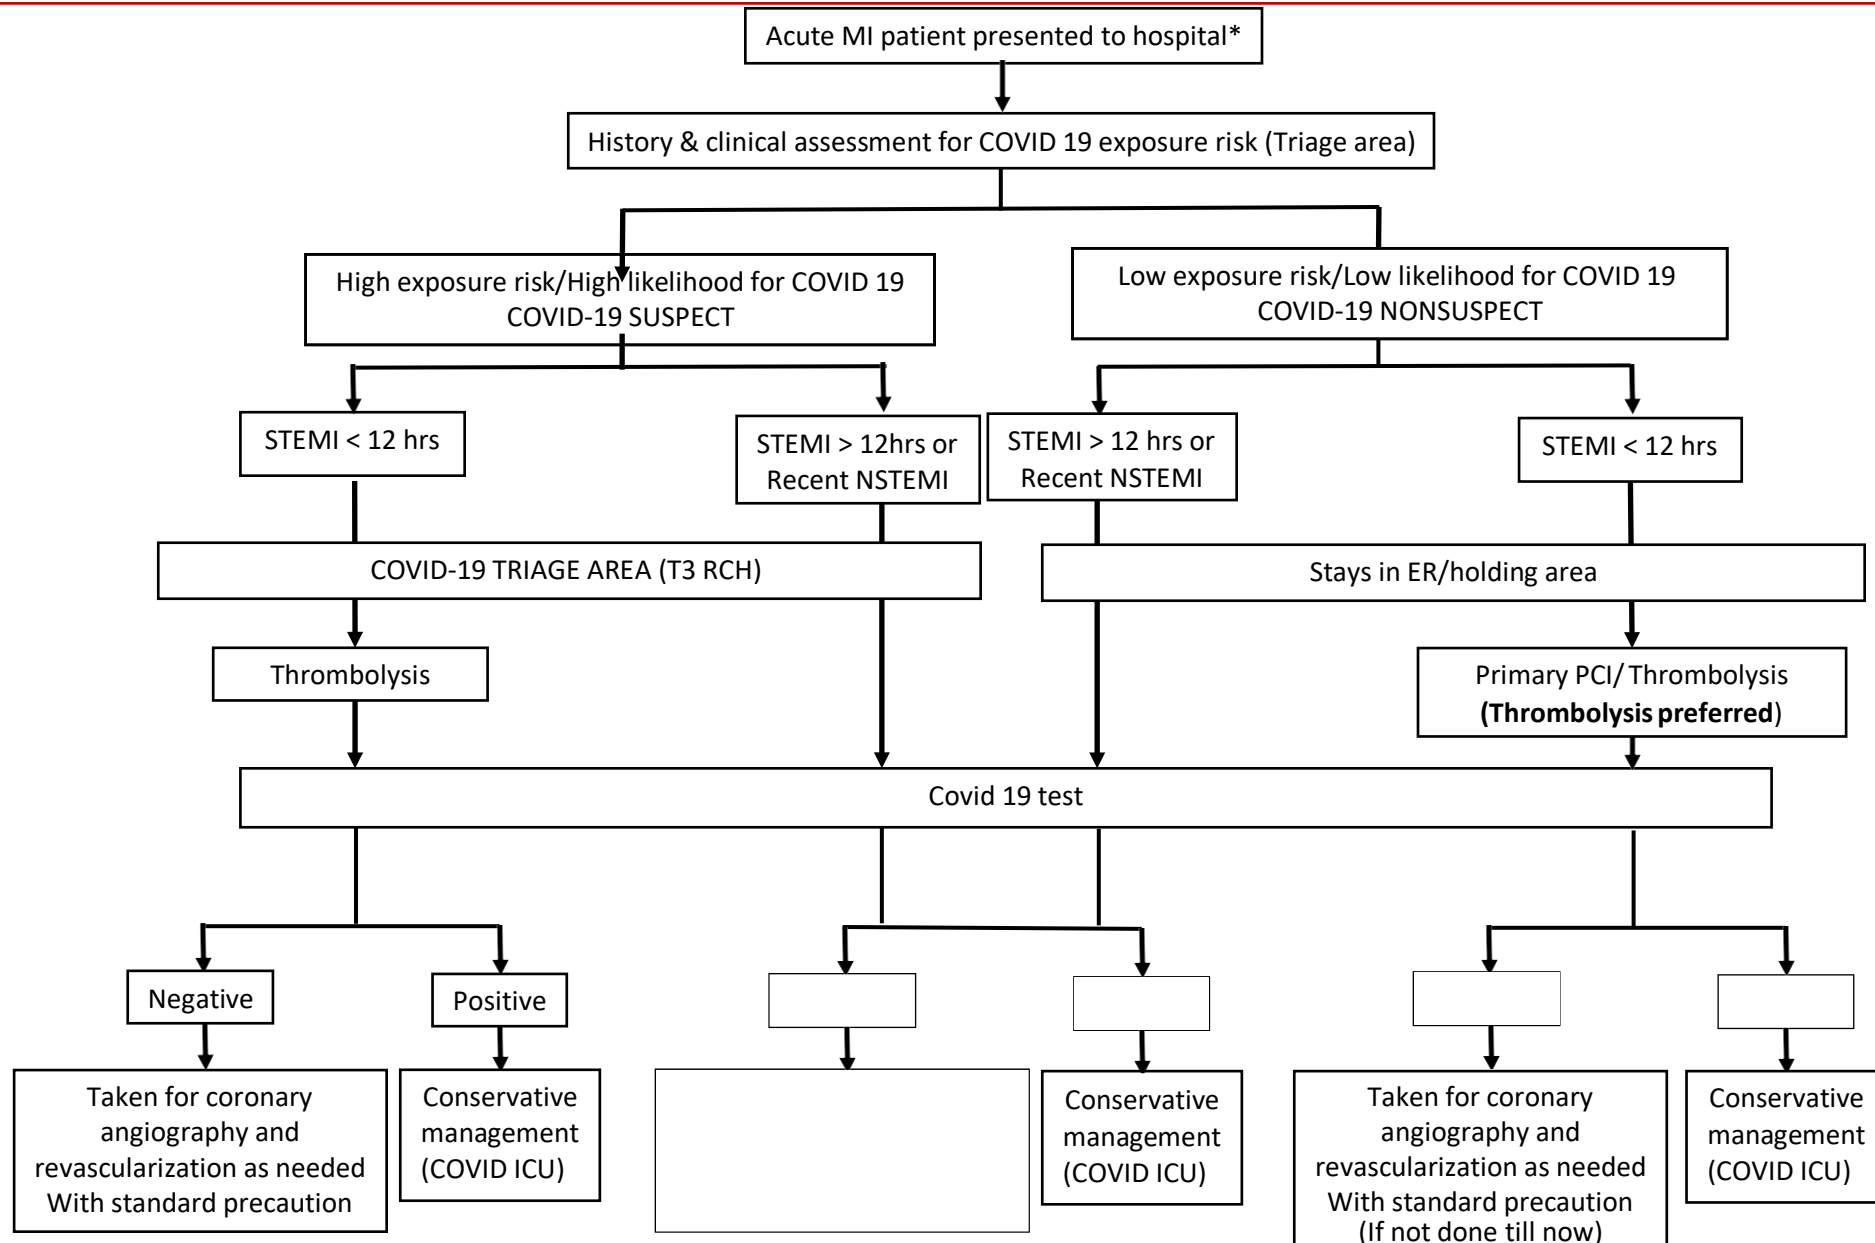 Acute MI patient presented to hospital*
History & clinical assessment for COVID 19 exposure risk (Triage area)
High exposure risk/High likelihood for COVID 19
COVID-19 SUSPECT
Low exposure risk/Low likelihood for COVID 19
COVID-19 NONSUSPECT
STEMI < 12 hrs
STEMI > 12hrs or
Recent NSTEMI
STEMI > 12 hrs or
Recent NSTEMI
STEMI < 12 hrs
COVID-19 TRIAGE AREA (T3 RCH)
Stays in ER/holding area
Thrombolysis
Primary PCI/ Thrombolysis
(Thrombolysis preferred)
Covid 19 test
Negative
Positive
Taken for coronary
angiography and
revascularization as needed
With standard precaution
Conservative
management
(COVID ICU)
Conservative
management
(COVID ICU)
Taken for coronary
angiography and
revascularization as needed
With standard precaution
(If not done till now)
Conservative
management
(COVID ICU)